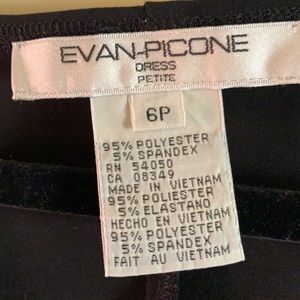 EVAN-PICONE
DRESS
PETITE
6P
95% POLYESTER
5% SPANDEX
RN 54050
CA 08349
MADE IN VIETNAM
95% POLIESTER
5% ELASTANO
HECHO EN VIETNAM
95% POLYESTER
5% SPANDEX
FAIT AU VIETNAM